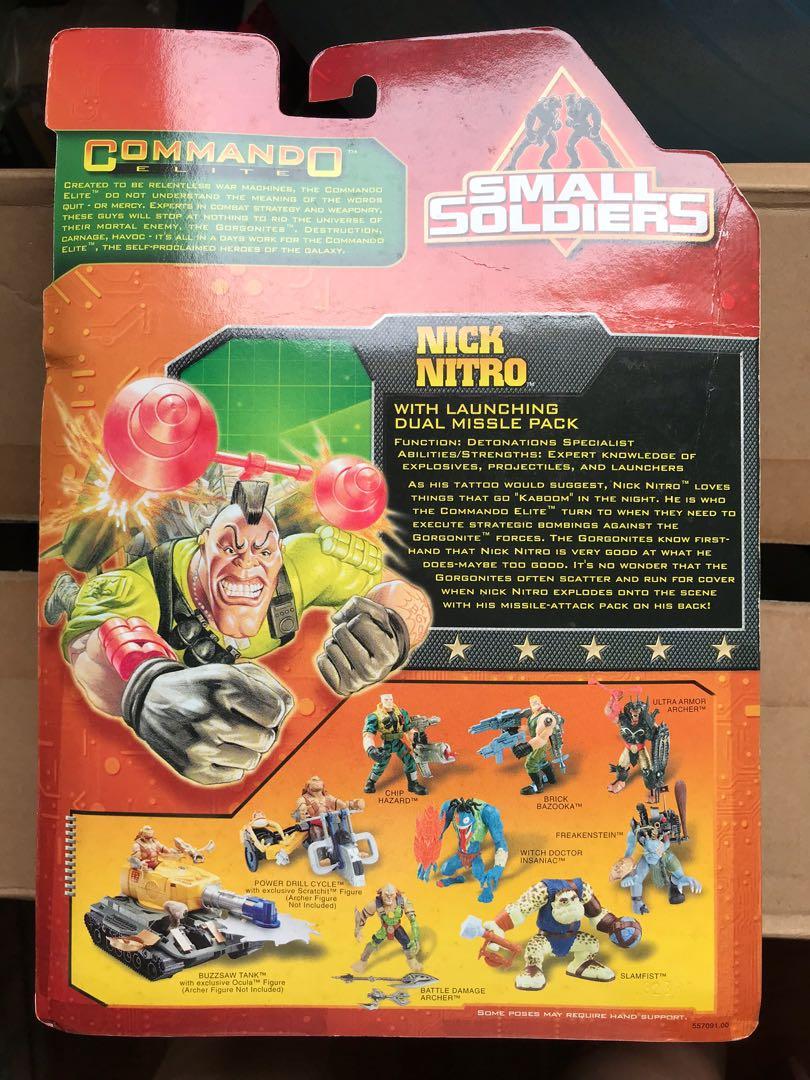 COMMANDO™
ELITE
CREATED TO BE RELENTLESS WAR MACHINES, THE COMMANDO
ELITE™ DO NOT UNDERSTAND THE MEANING OF THE WORDS
QUIT - OR MERCY. EXPERTS IN COMBAT STRATEGY AND WEAPONRY,
THESE GUYS WILL STOP AT NOTHING TO RID THE UNIVERSE OF
THEIR MORTAL ENEMY, THE GORGONITES™. DESTRUCTION,
CARNAGE, HAVOC - IT'S ALL IN A DAYS WORK FOR THE COMMANDO
ELITE™, THE SELF-PROCLAIMED HEROES OF THE GALAXY.
SMALL
SOLDIERS™
NICK
NITRO™
WITH LAUNCHING
DUAL MISSLE PACK
FUNCTION: DETONATIONS SPECIALIST
ABILITIES/STRENGTHS: EXPERT KNOWLEDGE OF
EXPLOSIVES, PROJECTILES, AND LAUNCHERS
AS HIS TATTOO WOULD SUGGEST, NICK NITRO™ LOVES
THINGS THAT GO "KABOOM" IN THE NIGHT. HE IS WHO
THE COMMANDO ELITE™ TURN TO WHEN THEY NEED TO
EXECUTE STRATEGIC BOMBINGS AGAINST THE
GORGONITE™ FORCES. THE GORGONITES KNOW FIRST-
HAND THAT NICK NITRO IS VERY GOOD AT WHAT HE
DOES-MAYBE TOO GOOD. IT'S NO WONDER THAT THE
GORGONITES OFTEN SCATTER AND RUN FOR COVER
WHEN NICK NITRO EXPLODES ONTO THE SCENE
WITH HIS MISSILE-ATTACK PACK ON HIS BACK!
ULTRA ARMOR
ARCHER™
CHIP
HAZARD™
BRICK
BAZOOKA™
FREAKENSTEIN™
WITCH DOCTOR
INSANIAC™
POWER DRILL CYCLE™
with exclusive Scratchit™ Figure
(Archer Figure
Not Included)
BUZZSAW TANK™
with exclusive Ocula™ Figure
(Archer Figure Not Included)
BATTLE DAMAGE
ARCHER™
SLAMFIST™
SOME POSES MAY REQUIRE HAND SUPPORT.
557091.00